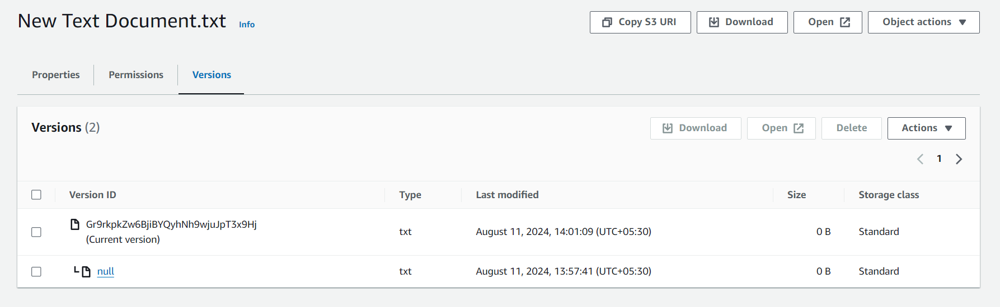 New Text Document.txt Info Copy S3 URI Download Open Object actions
Properties Permissions Versions
Versions (2) Download Open Delete Actions
1
Version ID Type Last modified Size Storage class
Gr9rkpkZw6BjiBYQyhNh9wjuJpT3x9Hj
(Current version) txt August 11, 2024, 14:01:09 (UTC+05:30) 0 B Standard
null txt August 11, 2024, 13:57:41 (UTC+05:30) 0 B Standard